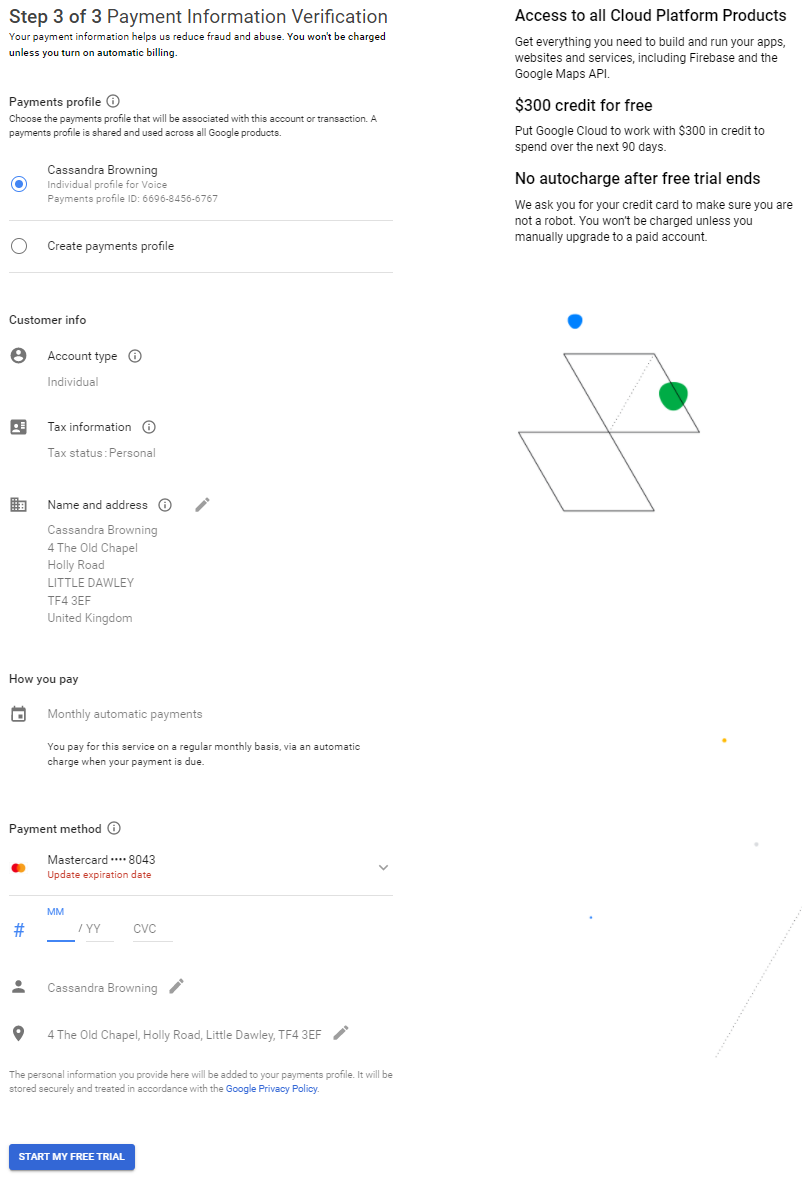 Step 3 of 3 Payment Information Verification
Your payment information helps us reduce fraud and abuse. You won't be charged
unless you turn on automatic billing.
Payments profile
Choose the payments profile that will be associated with this account or transaction. A
payments profile is shared and used across all Google products.
Cassandra Browning
Individual profile for Voice
Payments profile ID: 6696-8456-6767
Create payments profile
Customer info
Account type
Individual
Tax information
Tax status: Personal
Name and address
Cassandra Browning
4 The Old Chapel
Holly Road
LITTLE DAWLEY
TF4 3EF
United Kingdom
How you pay
Monthly automatic payments
You pay for this service on a regular monthly basis, via an automatic
charge when your payment is due.
Payment method
Mastercard •••• 8043
Update expiration date
MM
# / YY CVC
Cassandra Browning
4 The Old Chapel, Holly Road, Little Dawley, TF4 3EF
The personal information you provide here will be added to your payments profile. It will be
stored securely and treated in accordance with the Google Privacy Policy.
START MY FREE TRIAL
Access to all Cloud Platform Products
Get everything you need to build and run your apps,
websites and services, including Firebase and the
Google Maps API.
$300 credit for free
Put Google Cloud to work with $300 in credit to
spend over the next 90 days.
No autocharge after free trial ends
We ask you for your credit card to make sure you are
not a robot. You won't be charged unless you
manually upgrade to a paid account.